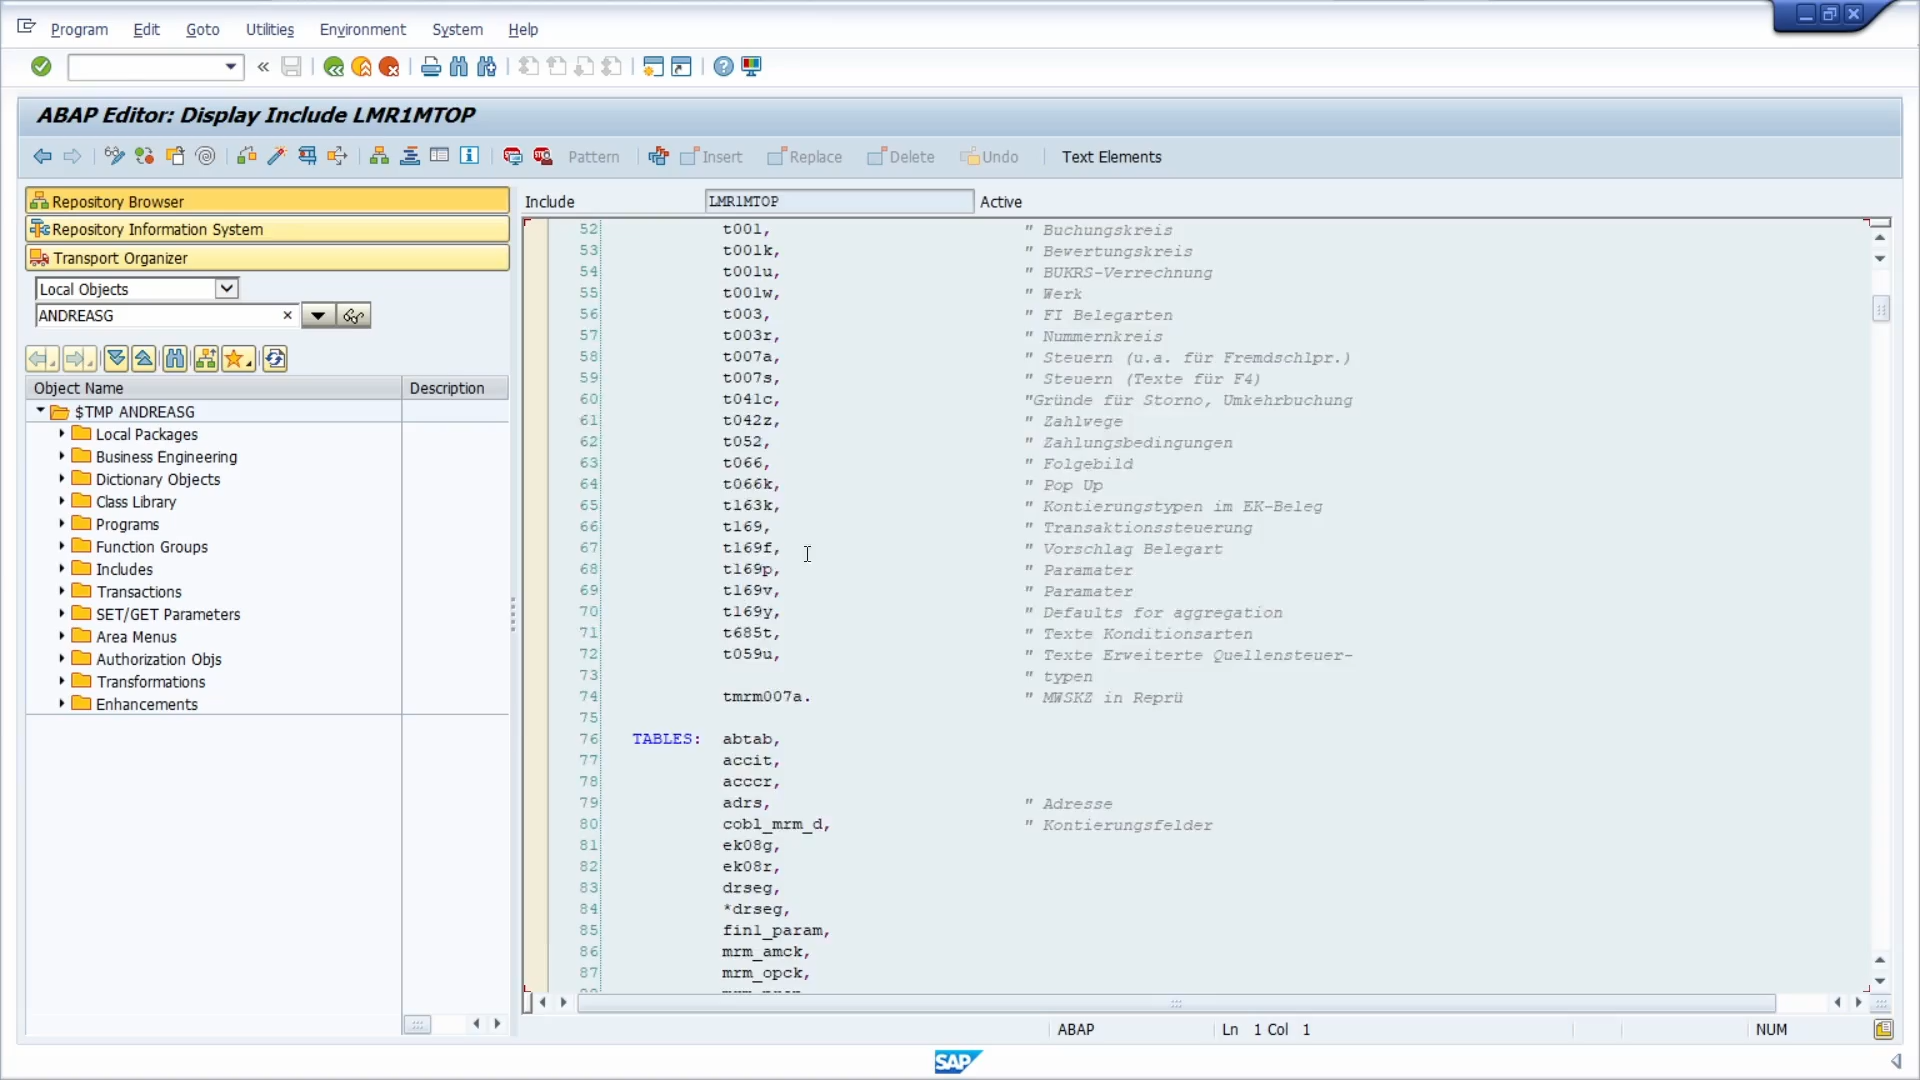 Program Edit Goto Utilities Environment System Help
ABAP Editor: Display Include LMR1MTOP
Pattern Insert Replace Delete Undo Text Elements
Repository Browser
Repository Information System
Transport Organizer
Local Objects
ANDREASG
Object Name Description
$TMP ANDREASG
Local Packages
Business Engineering
Dictionary Objects
Class Library
Programs
Function Groups
Includes
Transactions
SET/GET Parameters
Area Menus
Authorization Objs
Transformations
Enhancements
Include LMR1MTOP Active
52 t001, " Buchungskreis
53 t001k, " Bewertungskreis
54 t001u, " BUKRS-Verrechnung
55 t001w, " Werk
56 t003, " FI Belegarten
57 t003r, " Nummernkreis
58 t007a, " Steuern (u.a. für Fremdschlpr.)
59 t007s, " Steuern (Texte für F4)
60 t041c, "Gründe für Storno, Umkehrbuchung
61 t042z, " Zahlwege
62 t052, " Zahlungsbedingungen
63 t066, " Folgebild
64 t066k, " Pop Up
65 t163k, " Kontierungstypen im EK-Beleg
66 t169, " Transaktionssteuerung
67 t169f, " Vorschlag Belegart
68 t169p, " Paramater
69 t169v, " Paramater
70 t169y, " Defaults for aggregation
71 t685t, " Texte Konditionsarten
72 t059u, " Texte Erweiterte Quellensteuer-
73 " typen
74 tmrm007a. " MWSKZ in Reprü
75
76 TABLES: abtab,
77 accit,
78 acccr,
79 adrs, " Adresse
80 cobl_mrm_d, " Kontierungsfelder
81 ek08g,
82 ek08r,
83 drseg,
84 *drseg,
85 fin1_param,
86 mrm_amck,
87 mrm_opck,
ABAP Ln 1 Col 1 NUM
SAP